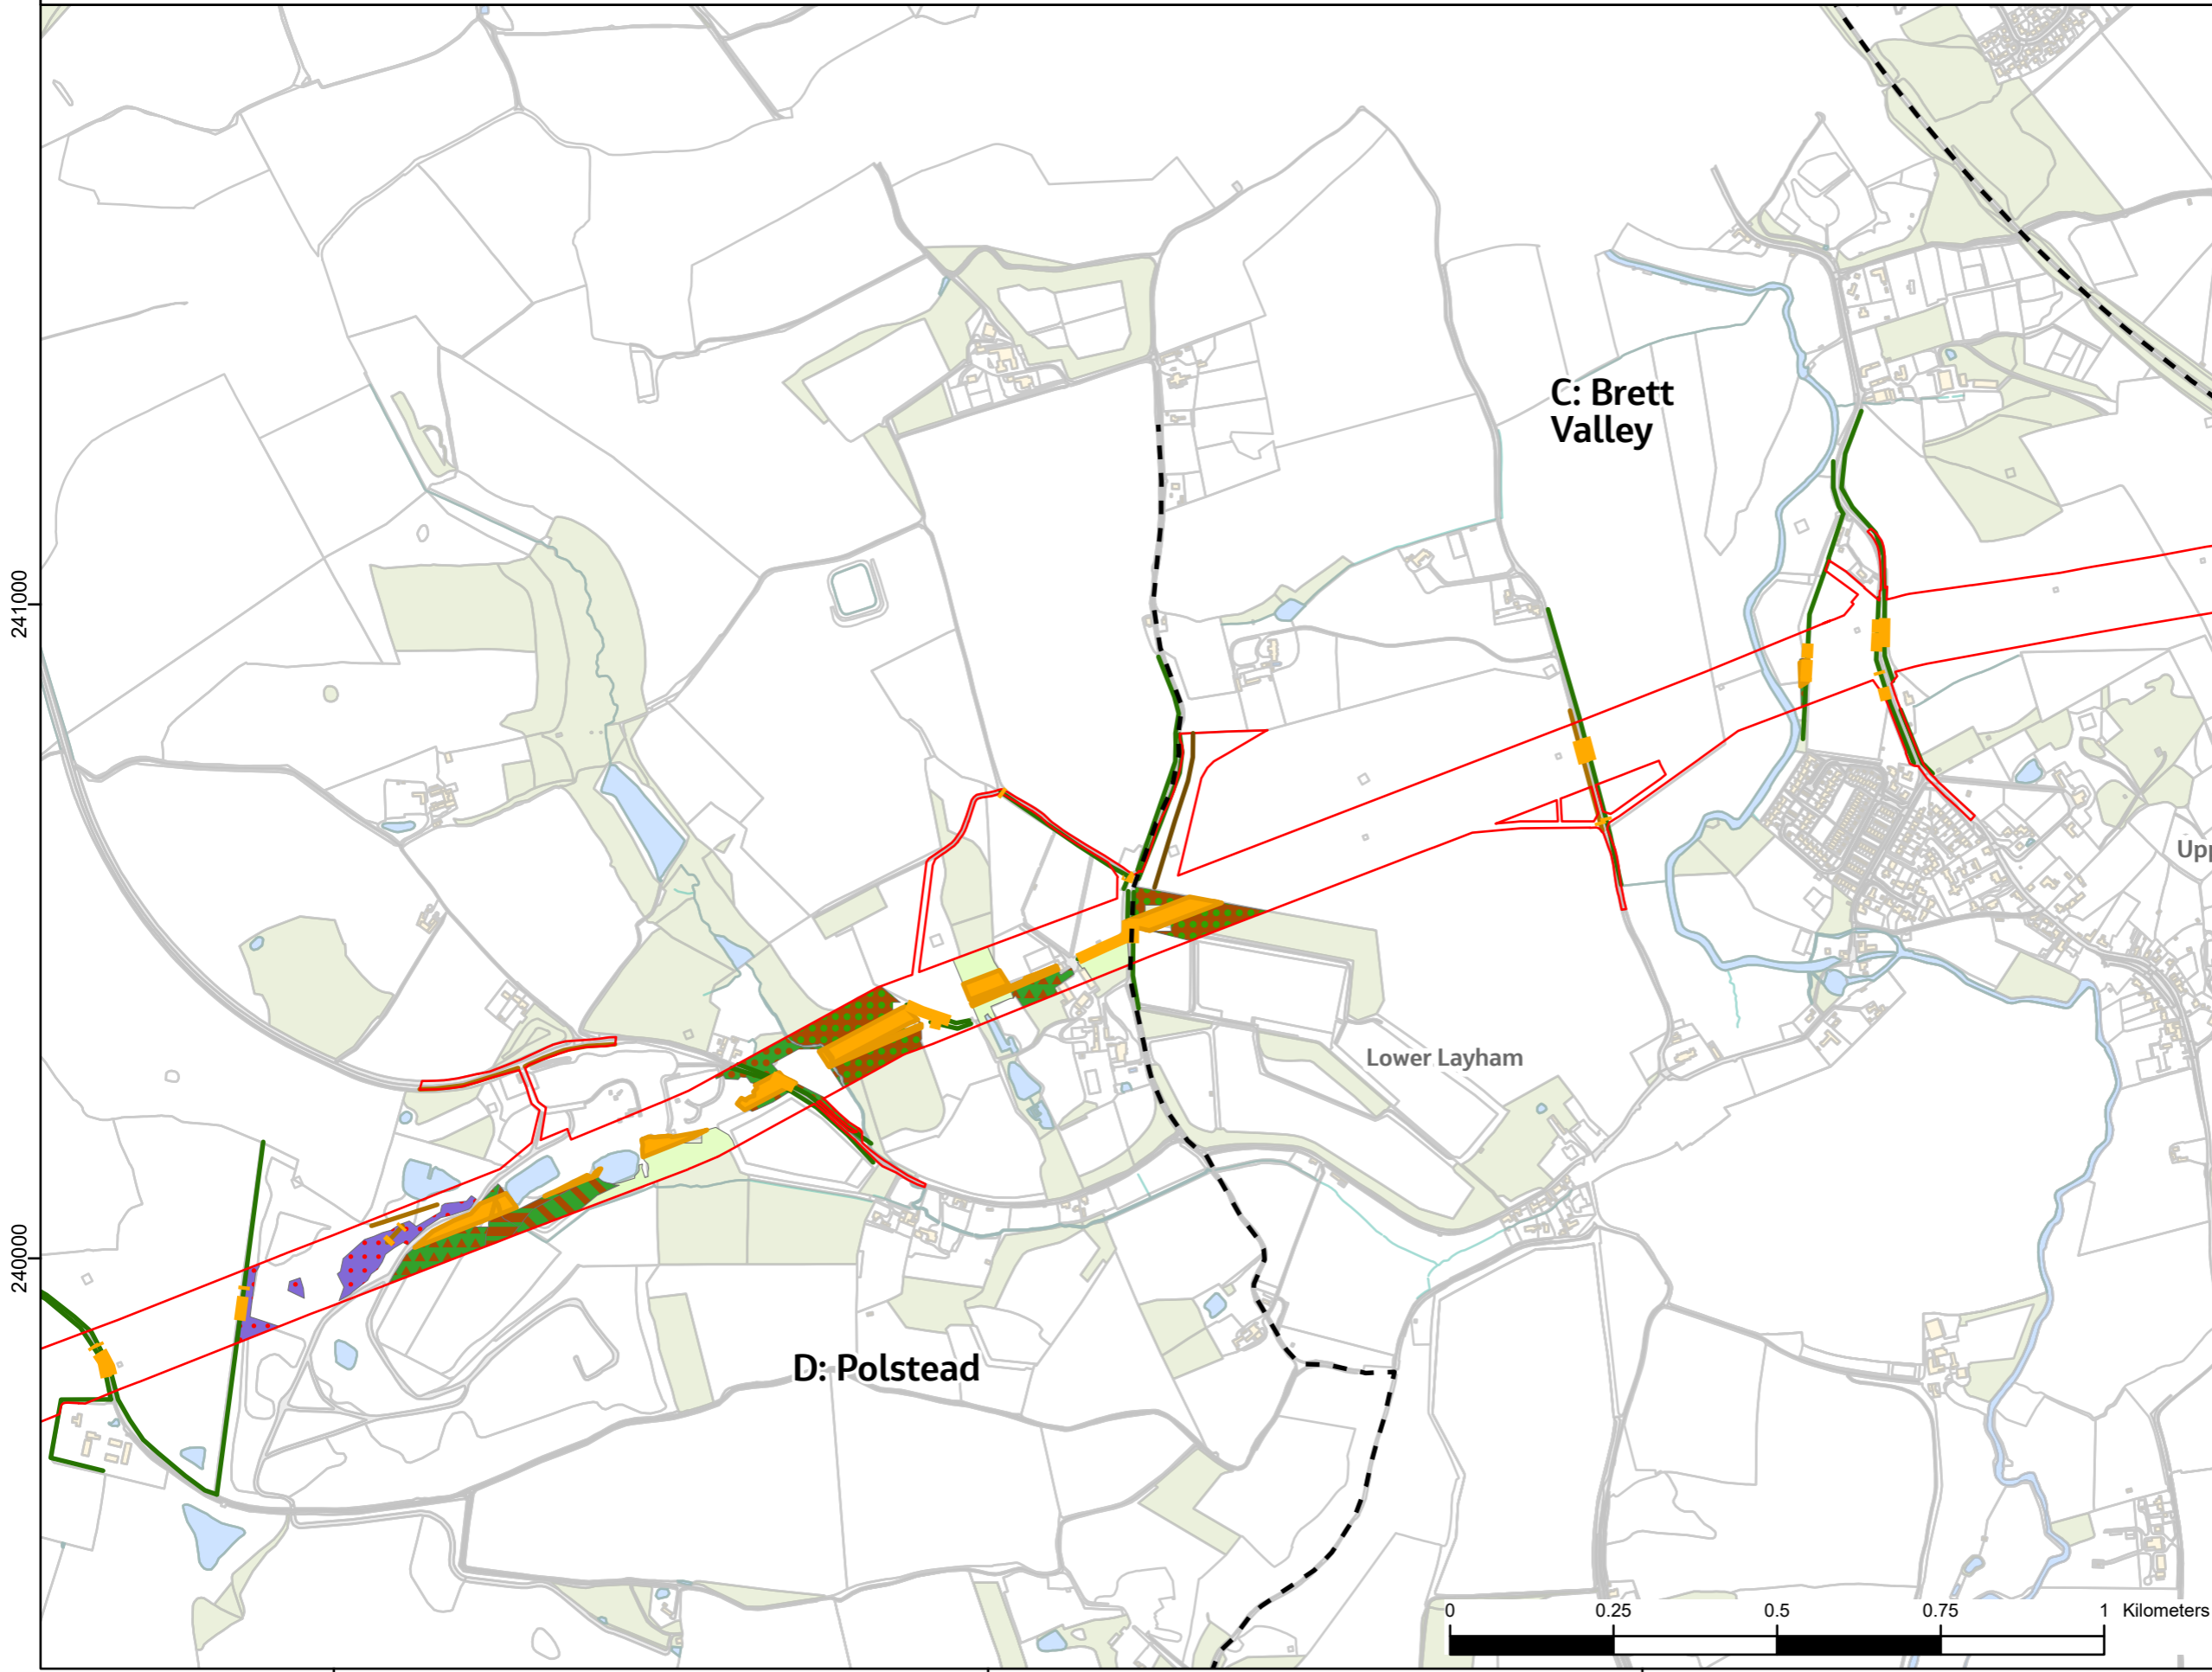 C: Brett
Valley
241000
Upp
Lower Layham
240000
D: Polstead
0 0.25 0.5 0.75 1 Kilometers